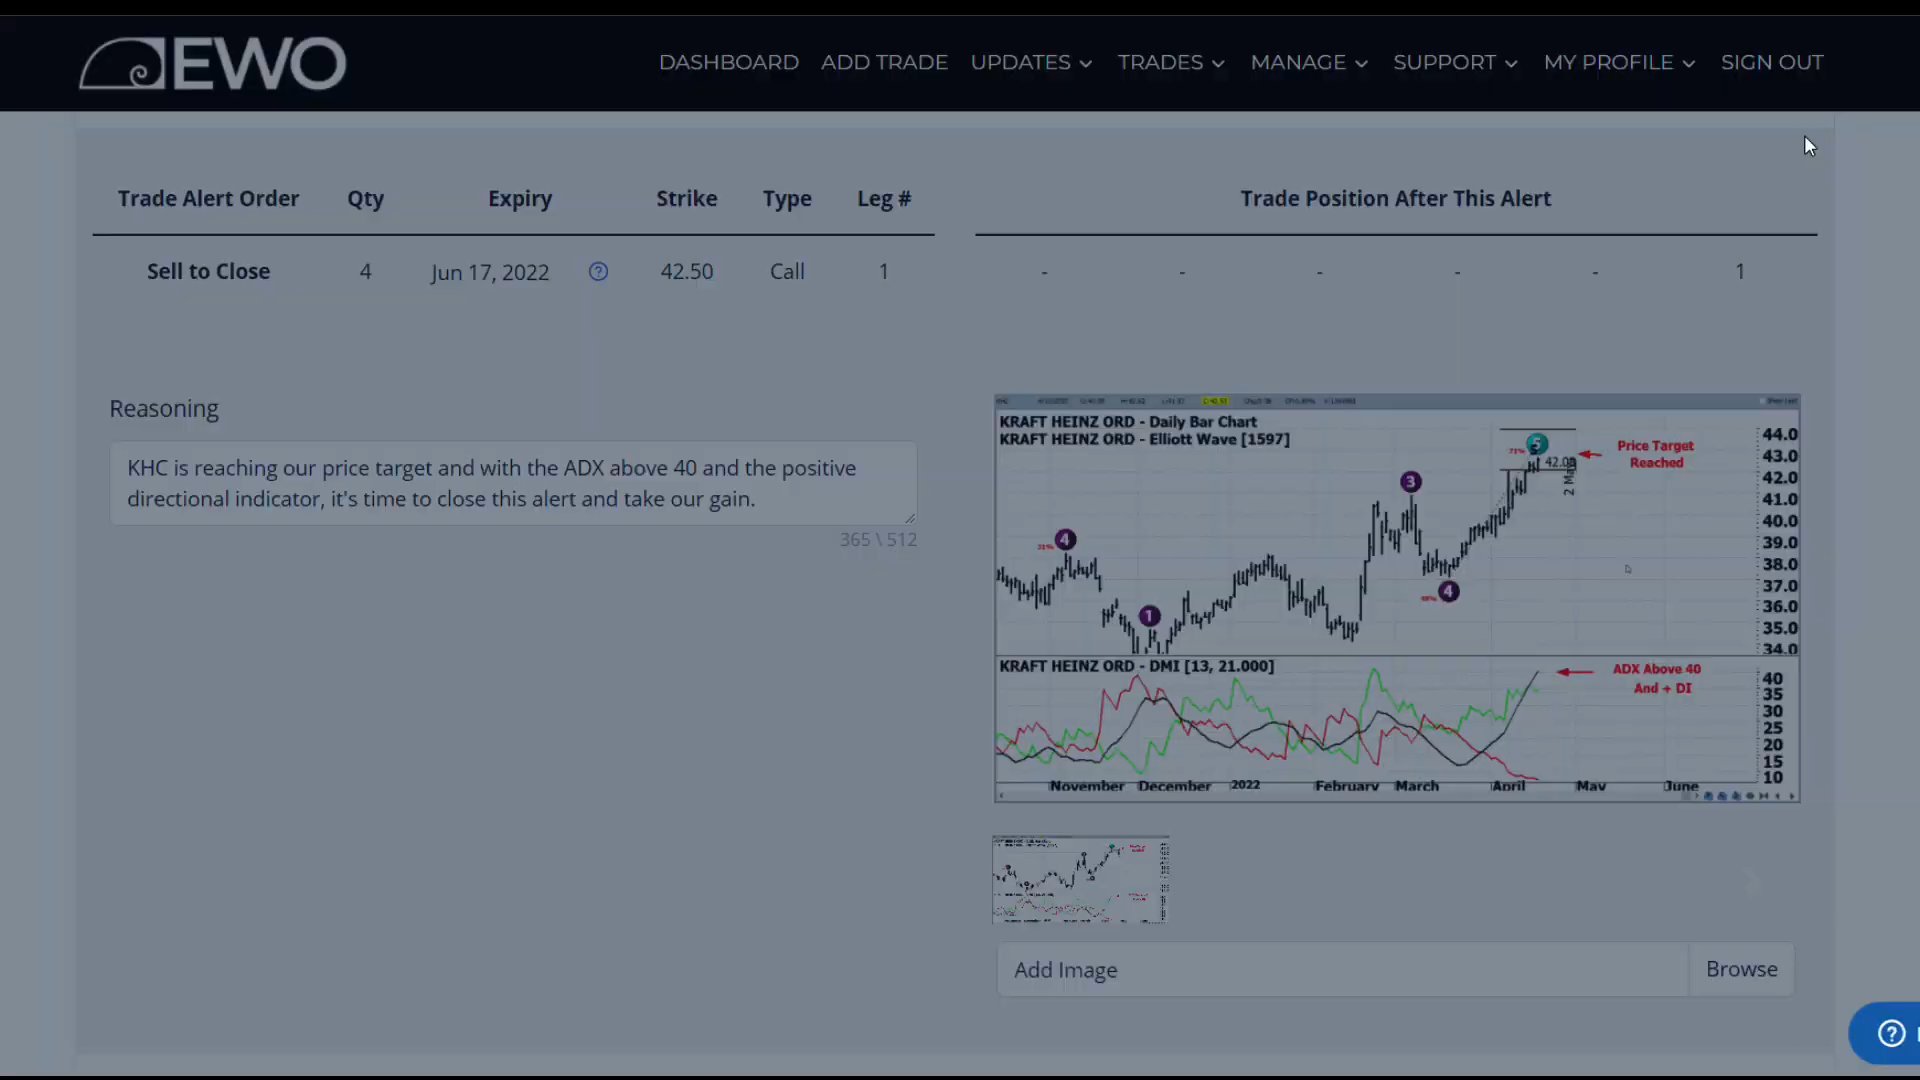 EWO
DASHBOARD ADD TRADE UPDATES TRADES MANAGE SUPPORT MY PROFILE SIGN OUT
Trade Alert Order Qty Expiry Strike Type Leg # Trade Position After This Alert
Sell to Close 4 Jun 17, 2022 42.50 Call 1 - - - - - 1
Reasoning
KHC is reaching our price target and with the ADX above 40 and the positive
directional indicator, it's time to close this alert and take our gain.
365 \ 512
KRAFT HEINZ ORD - Daily Bar Chart
KRAFT HEINZ ORD - Elliott Wave [1597]
Price Target
Reached
5
3
4
1
4
44.0
43.0
42.0
41.0
40.0
39.0
38.0
37.0
36.0
35.0
34.0
KRAFT HEINZ ORD - DMI [13, 21.000]
ADX Above 40
And + DI
40
35
30
25
20
15
10
November December 2022 February March April May June
Add Image Browse